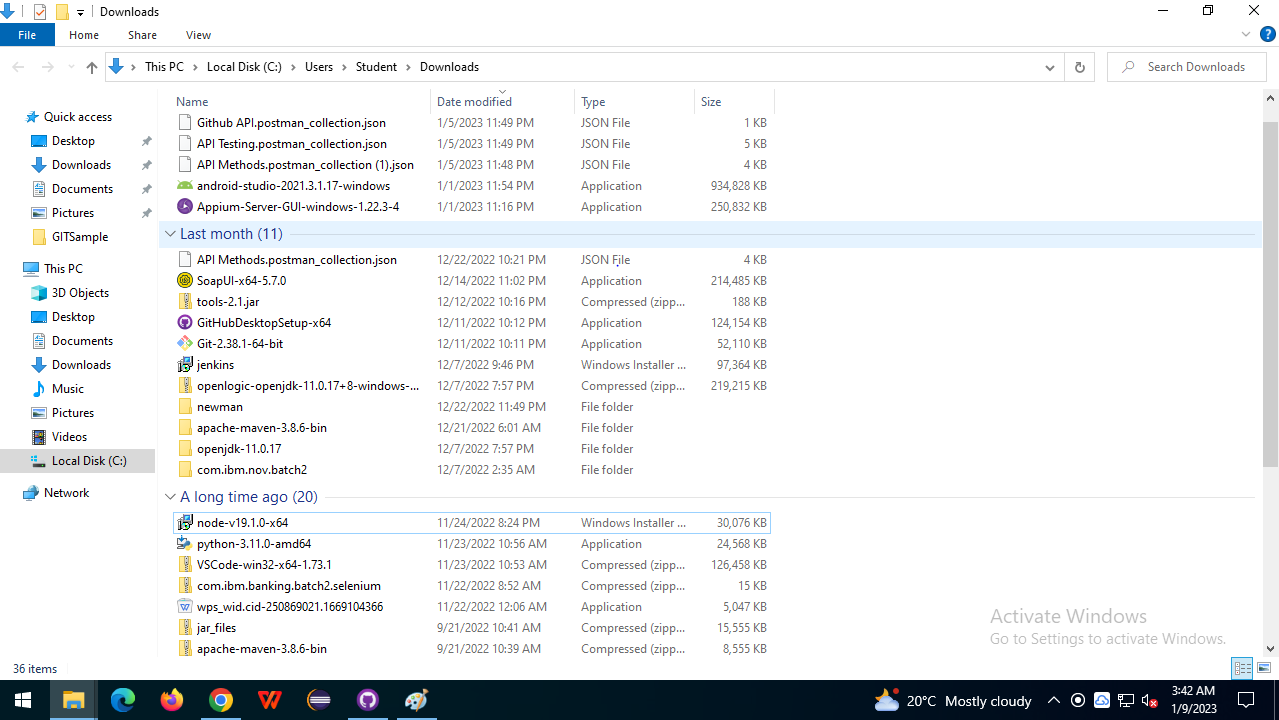 Downloads
File Home Share View
This PC Local Disk (C:) Users Student Downloads
Search Downloads
Quick access
Desktop
Downloads
Documents
Pictures
GITSample
This PC
3D Objects
Desktop
Documents
Downloads
Music
Pictures
Videos
Local Disk (C:)
Network
Name Date modified Type Size
Github API.postman_collection.json 1/5/2023 11:49 PM JSON File 1 KB
API Testing.postman_collection.json 1/5/2023 11:49 PM JSON File 5 KB
API Methods.postman_collection (1).json 1/5/2023 11:48 PM JSON File 4 KB
android-studio-2021.3.1.17-windows 1/1/2023 11:54 PM Application 934,828 KB
Appium-Server-GUI-windows-1.22.3-4 1/1/2023 11:16 PM Application 250,832 KB
Last month (11)
API Methods.postman_collection.json 12/22/2022 10:21 PM JSON File 4 KB
SoapUI-x64-5.7.0 12/14/2022 11:02 PM Application 214,485 KB
tools-2.1.jar 12/12/2022 10:16 PM Compressed (zipp... 188 KB
GitHubDesktopSetup-x64 12/11/2022 10:12 PM Application 124,154 KB
Git-2.38.1-64-bit 12/11/2022 10:11 PM Application 52,110 KB
jenkins 12/7/2022 9:46 PM Windows Installer ... 97,364 KB
openlogic-openjdk-11.0.17+8-windows-... 12/7/2022 7:57 PM Compressed (zipp... 219,215 KB
newman 12/22/2022 11:49 PM File folder
apache-maven-3.8.6-bin 12/21/2022 6:01 AM File folder
openjdk-11.0.17 12/7/2022 7:57 PM File folder
com.ibm.nov.batch2 12/7/2022 2:35 AM File folder
A long time ago (20)
node-v19.1.0-x64 11/24/2022 8:24 PM Windows Installer ... 30,076 KB
python-3.11.0-amd64 11/23/2022 10:56 AM Application 24,568 KB
VSCode-win32-x64-1.73.1 11/23/2022 10:53 AM Compressed (zipp... 126,458 KB
com.ibm.banking.batch2.selenium 11/22/2022 8:52 AM Compressed (zipp... 15 KB
wps_wid.cid-250869021.1669104366 11/22/2022 12:06 AM Application 5,047 KB
jar_files 9/21/2022 10:41 AM Compressed (zipp... 15,555 KB
apache-maven-3.8.6-bin 9/21/2022 10:39 AM Compressed (zipp... 8,555 KB
Activate Windows
Go to Settings to activate Windows.
36 items
20°C Mostly cloudy
3:42 AM
1/9/2023